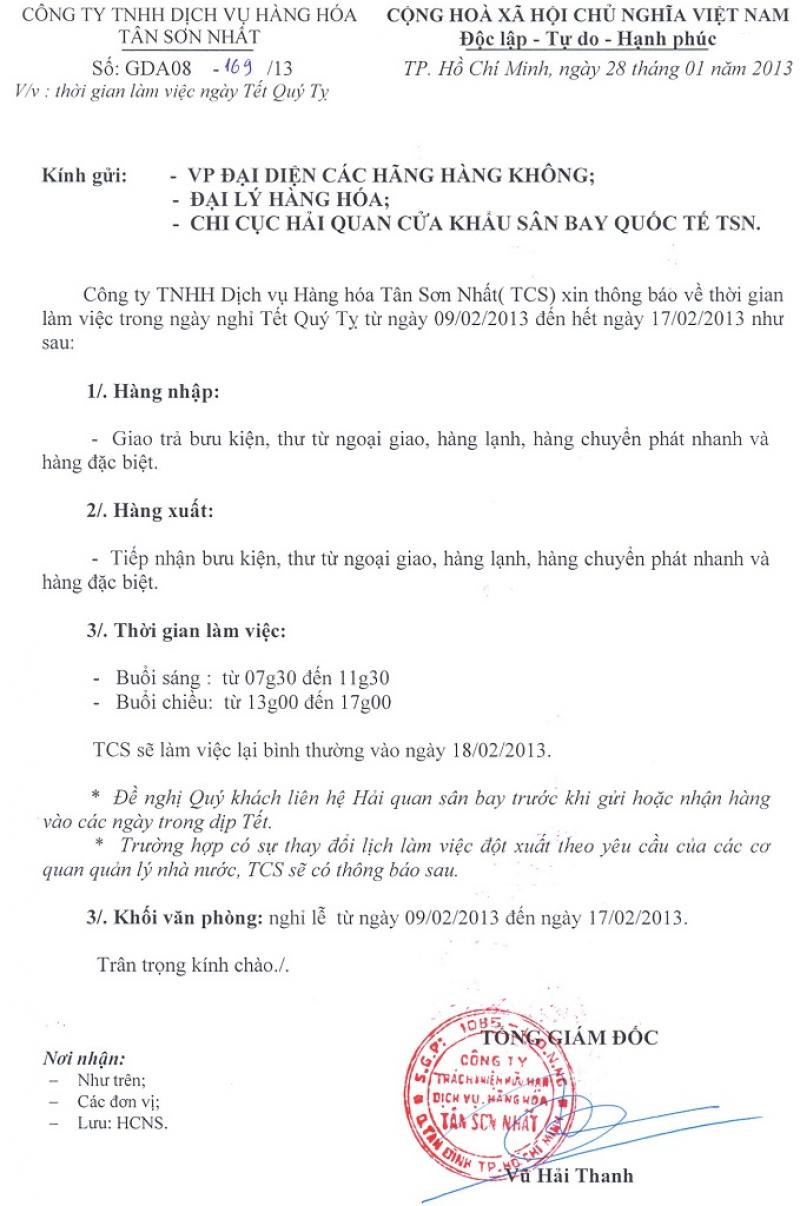 CÔNG TY TNHH DỊCH VỤ HÀNG HÓA
TÂN SƠN NHẤT
Số: GDA08 -169 /13
V/v : thời gian làm việc ngày Tết Quý Tỵ
CỘNG HOÀ XÃ HỘI CHỦ NGHĨA VIỆT NAM
Độc lập - Tự do - Hạnh phúc
TP. Hồ Chí Minh, ngày 28 tháng 01 năm 2013
Kính gửi: - VP ĐẠI DIỆN CÁC HÃNG HÀNG KHÔNG;
- ĐẠI LÝ HÀNG HÓA;
- CHI CỤC HẢI QUAN CỬA KHẨU SÂN BAY QUỐC TẾ TSN.
Công ty TNHH Dịch vụ Hàng hóa Tân Sơn Nhất( TCS) xin thông báo về thời gian
làm việc trong ngày nghỉ Tết Quý Tỵ từ ngày 09/02/2013 đến hết ngày 17/02/2013 như
sau:
1/. Hàng nhập:
- Giao trả bưu kiện, thư từ ngoại giao, hàng lạnh, hàng chuyển phát nhanh và
hàng đặc biệt.
2/. Hàng xuất:
- Tiếp nhận bưu kiện, thư từ ngoại giao, hàng lạnh, hàng chuyển phát nhanh và
hàng đặc biệt.
3/. Thời gian làm việc:
- Buổi sáng : từ 07g30 đến 11g30
- Buổi chiều: từ 13g00 đến 17g00
TCS sẽ làm việc lại bình thường vào ngày 18/02/2013.
* Đề nghị Quý khách liên hệ Hải quan sân bay trước khi gửi hoặc nhận hàng
vào các ngày trong dịp Tết.
* Trường hợp có sự thay đổi lịch làm việc đột xuất theo yêu cầu của các cơ
quan quản lý nhà nước, TCS sẽ có thông báo sau.
3/. Khối văn phòng: nghỉ lễ từ ngày 09/02/2013 đến ngày 17/02/2013.
Trân trọng kính chào./.
TỔNG GIÁM ĐỐC
Nơi nhận:
– Như trên;
– Các đơn vị;
– Lưu: HCNS.
S.G.P: 1085
CÔNG TY
TRÁCH NHIỆM HỮU HẠN
DỊCH VỤ HÀNG HÓA
TÂN SƠN NHẤT
Q.TÂN BÌNH T.P. HỒ CHÍ MINH
Vũ Hải Thanh